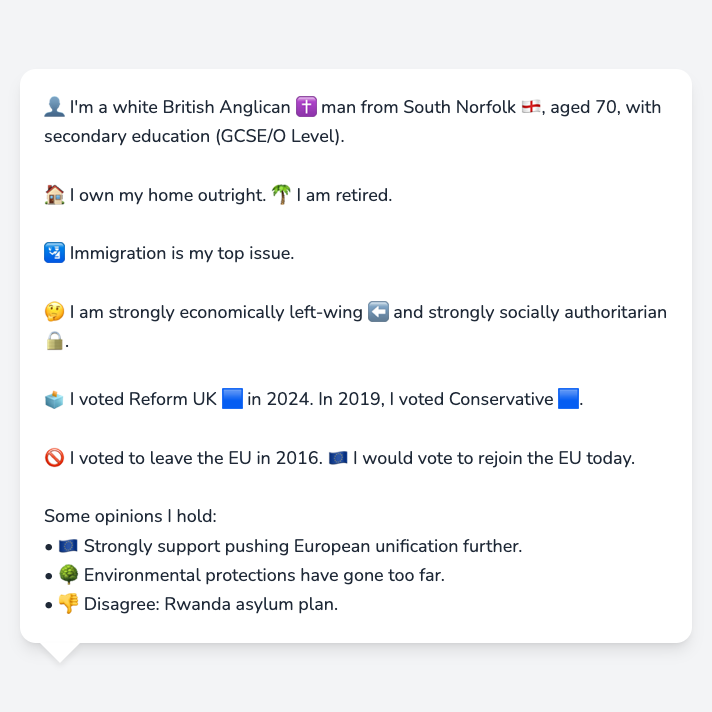 👤 I'm a white British Anglican ✝️ man from South Norfolk 🏴󠁧󠁢󠁥󠁮󠁧󠁿, aged 70, with
secondary education (GCSE/O Level).
🏠 I own my home outright. 🌴 I am retired.
🛂 Immigration is my top issue.
🤔 I am strongly economically left-wing ⬅️ and strongly socially authoritarian
🔒.
🗳️ I voted Reform UK 🟦 in 2024. In 2019, I voted Conservative 🟦.
🚫 I voted to leave the EU in 2016. 🇪🇺 I would vote to rejoin the EU today.
Some opinions I hold:
• 🇪🇺 Strongly support pushing European unification further.
• 🌳 Environmental protections have gone too far.
• 👎 Disagree: Rwanda asylum plan.